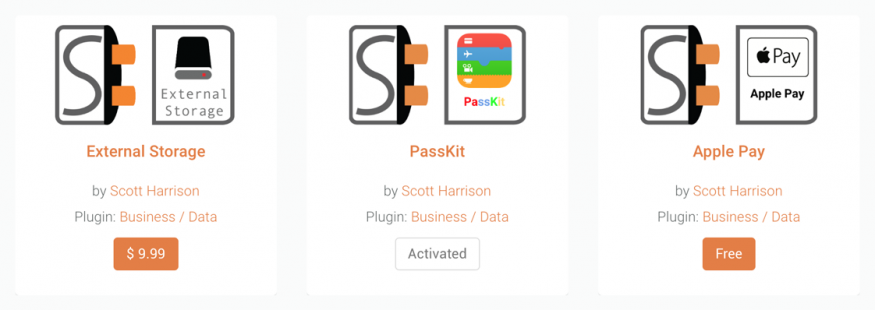 S
External
Storage
External Storage
by Scott Harrison
Plugin: Business / Data
$ 9.99
S
PassKit
PassKit
by Scott Harrison
Plugin: Business / Data
Activated
S
Pay
Apple Pay
Apple Pay
by Scott Harrison
Plugin: Business / Data
Free